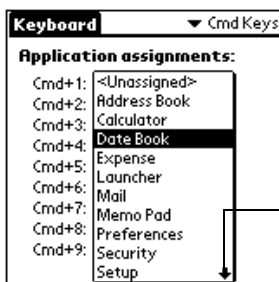 Keyboard ▼ Cmd Keys
Application assignments:
Cmd+1: <Unassigned>
Cmd+2: Address Book
Cmd+3: Calculator
Cmd+4: Date Book
Cmd+5: Expense
Cmd+6: Launcher
Cmd+7: Mail
Cmd+8: Memo Pad
Cmd+9: Preferences
Security
Setup